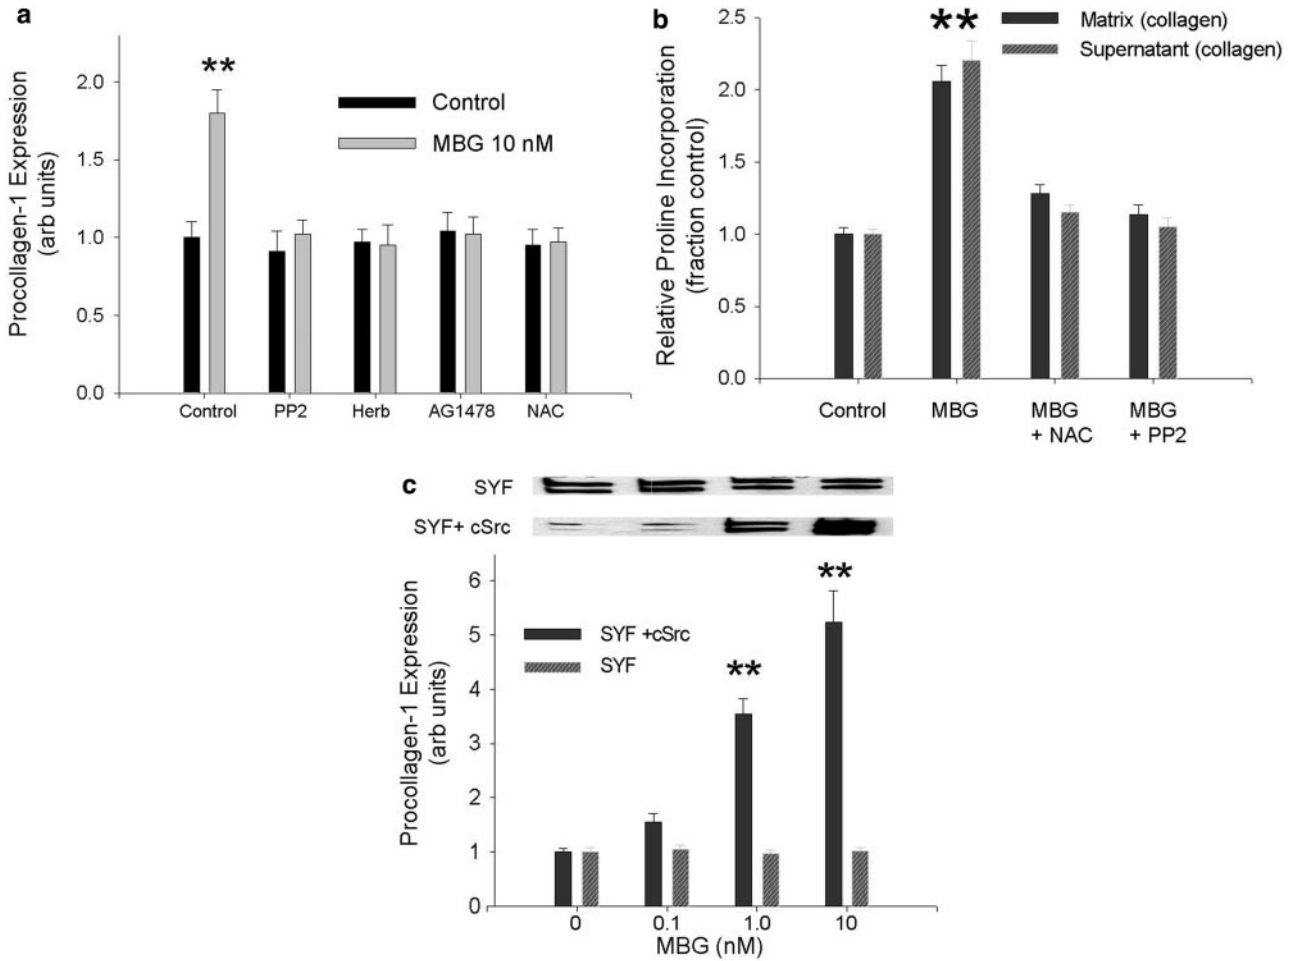 a
**
Control
MBG 10 nM
Procollagen-1 Expression
(arb units)
2.0
1.5
1.0
0.5
0.0
Control PP2 Herb AG1478 NAC
b
**
Matrix (collagen)
Supernatant (collagen)
Relative Proline Incorporation
(fraction control)
2.5
2.0
1.5
1.0
0.5
0.0
Control MBG MBG MBG
+ NAC + PP2
c
SYF
SYF+ cSrc
**
**
SYF +cSrc
SYF
Procollagen-1 Expression
(arb units)
6
5
4
3
2
1
0
0 0.1 1.0 10
MBG (nM)